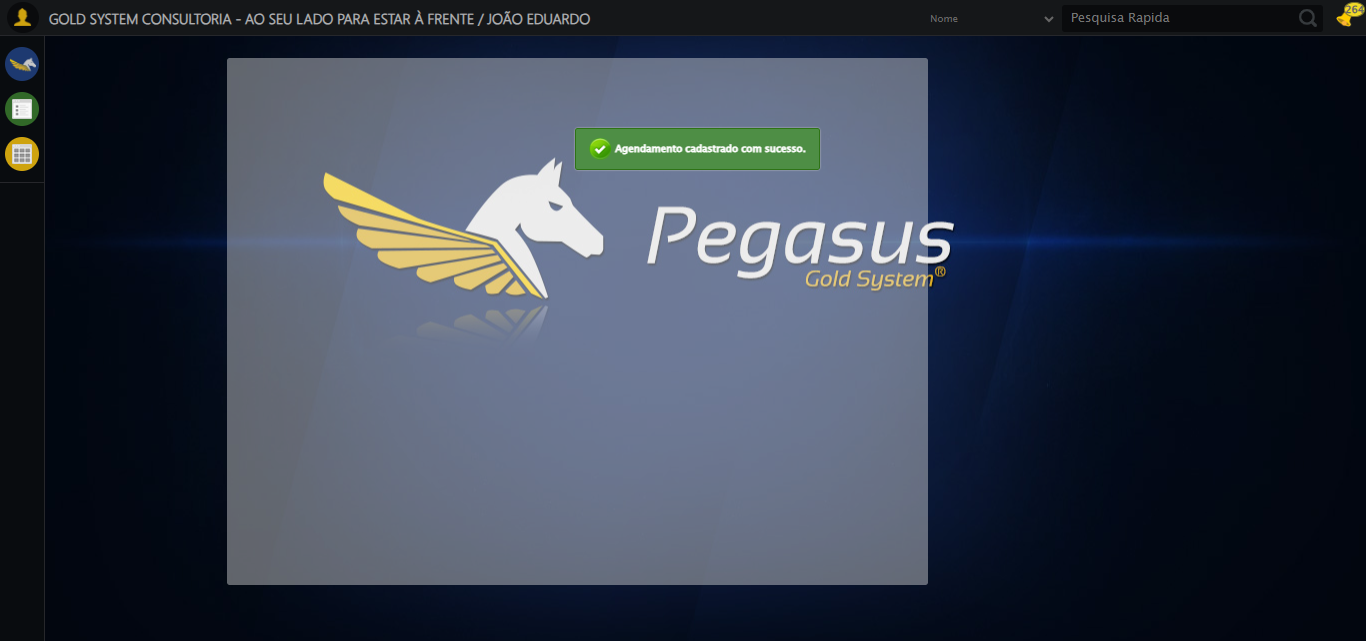 GOLD SYSTEM CONSULTORIA - AO SEU LADO PARA ESTAR À FRENTE / JOÃO EDUARDO
Nome
Pesquisa Rapida
264
Agendamento cadastrado com sucesso.
Pegasus
Gold System®